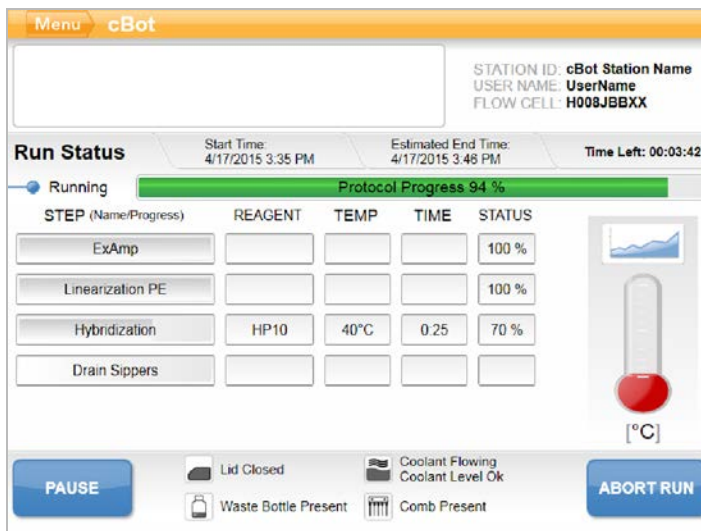 Menu cBot
STATION ID: cBot Station Name
USER NAME: UserName
FLOW CELL: H008JBBXX
Run Status
Start Time:
4/17/2015 3:35 PM
Estimated End Time:
4/17/2015 3:46 PM
Time Left: 00:03:42
Running
Protocol Progress 94 %
STEP (Name/Progress) REAGENT TEMP TIME STATUS
ExAmp 100 %
Linearization PE 100 %
Hybridization HP10 40°C 0:25 70 %
Drain Sippers
[°C]
PAUSE
Lid Closed
Waste Bottle Present
Coolant Flowing
Coolant Level Ok
Comb Present
ABORT RUN